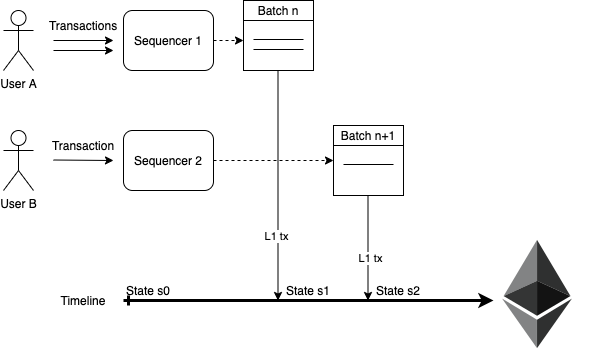 Batch n
Transactions
Sequencer 1
User A
Batch n+1
Transaction
Sequencer 2
User B
L1 tx
L1 tx
State s0
State s1
State s2
Timeline